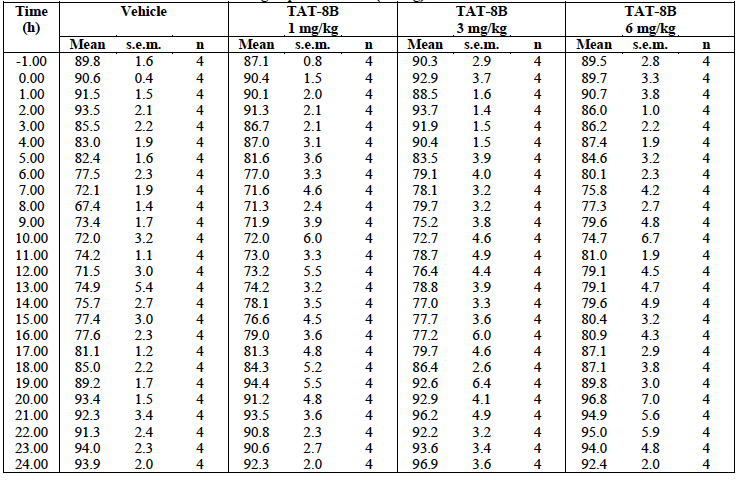 Time Vehicle TAT-8B TAT-8B TAT-8B
(h) 1 mg/kg 3 mg/kg 6 mg/kg
Mean s.e.m. n Mean s.e.m. n Mean s.e.m. n Mean s.e.m. n
-1.00 89.8 1.6 4 87.1 0.8 4 90.3 2.9 4 89.5 2.8 4
0.00 90.6 0.4 4 90.4 1.5 4 92.9 3.7 4 89.7 3.3 4
1.00 91.5 1.5 4 90.1 2.0 4 88.5 1.6 4 90.7 3.8 4
2.00 93.5 2.1 4 91.3 2.1 4 93.7 1.4 4 86.0 1.0 4
3.00 85.5 2.2 4 86.7 2.1 4 91.9 1.5 4 86.2 2.2 4
4.00 83.0 1.9 4 87.0 3.1 4 90.4 1.5 4 87.4 1.9 4
5.00 82.4 1.6 4 81.6 3.6 4 83.5 3.9 4 84.6 3.2 4
6.00 77.5 2.3 4 77.0 3.3 4 79.1 4.0 4 80.1 2.3 4
7.00 72.1 1.9 4 71.6 4.6 4 78.1 3.2 4 75.8 4.2 4
8.00 67.4 1.4 4 71.3 2.4 4 79.7 3.2 4 77.3 2.7 4
9.00 73.4 1.7 4 71.9 3.9 4 75.2 3.8 4 79.6 4.8 4
10.00 72.0 3.2 4 72.0 6.0 4 72.7 4.6 4 74.7 6.7 4
11.00 74.2 1.1 4 73.0 3.3 4 78.7 4.9 4 81.0 1.9 4
12.00 71.5 3.0 4 73.2 5.5 4 76.4 4.4 4 79.1 4.5 4
13.00 74.9 5.4 4 74.2 3.2 4 78.8 3.9 4 79.1 4.7 4
14.00 75.7 2.7 4 78.1 3.5 4 77.0 3.3 4 79.6 4.9 4
15.00 77.4 3.0 4 76.6 4.5 4 77.7 3.6 4 80.4 3.2 4
16.00 77.6 2.3 4 79.0 3.6 4 77.2 6.0 4 80.9 4.3 4
17.00 81.1 1.2 4 81.3 4.8 4 79.7 4.6 4 87.1 2.9 4
18.00 85.0 2.2 4 84.3 5.2 4 86.4 2.6 4 87.1 3.8 4
19.00 89.2 1.7 4 94.4 5.5 4 92.6 6.4 4 89.8 3.0 4
20.00 93.4 1.5 4 91.2 4.8 4 92.9 4.1 4 96.8 7.0 4
21.00 92.3 3.4 4 93.5 3.6 4 96.2 4.9 4 94.9 5.6 4
22.00 91.3 2.4 4 90.8 2.3 4 92.2 3.2 4 95.0 5.9 4
23.00 94.0 2.3 4 90.6 2.7 4 93.6 3.4 4 94.0 4.8 4
24.00 93.9 2.0 4 92.3 2.0 4 96.9 3.6 4 92.4 2.0 4